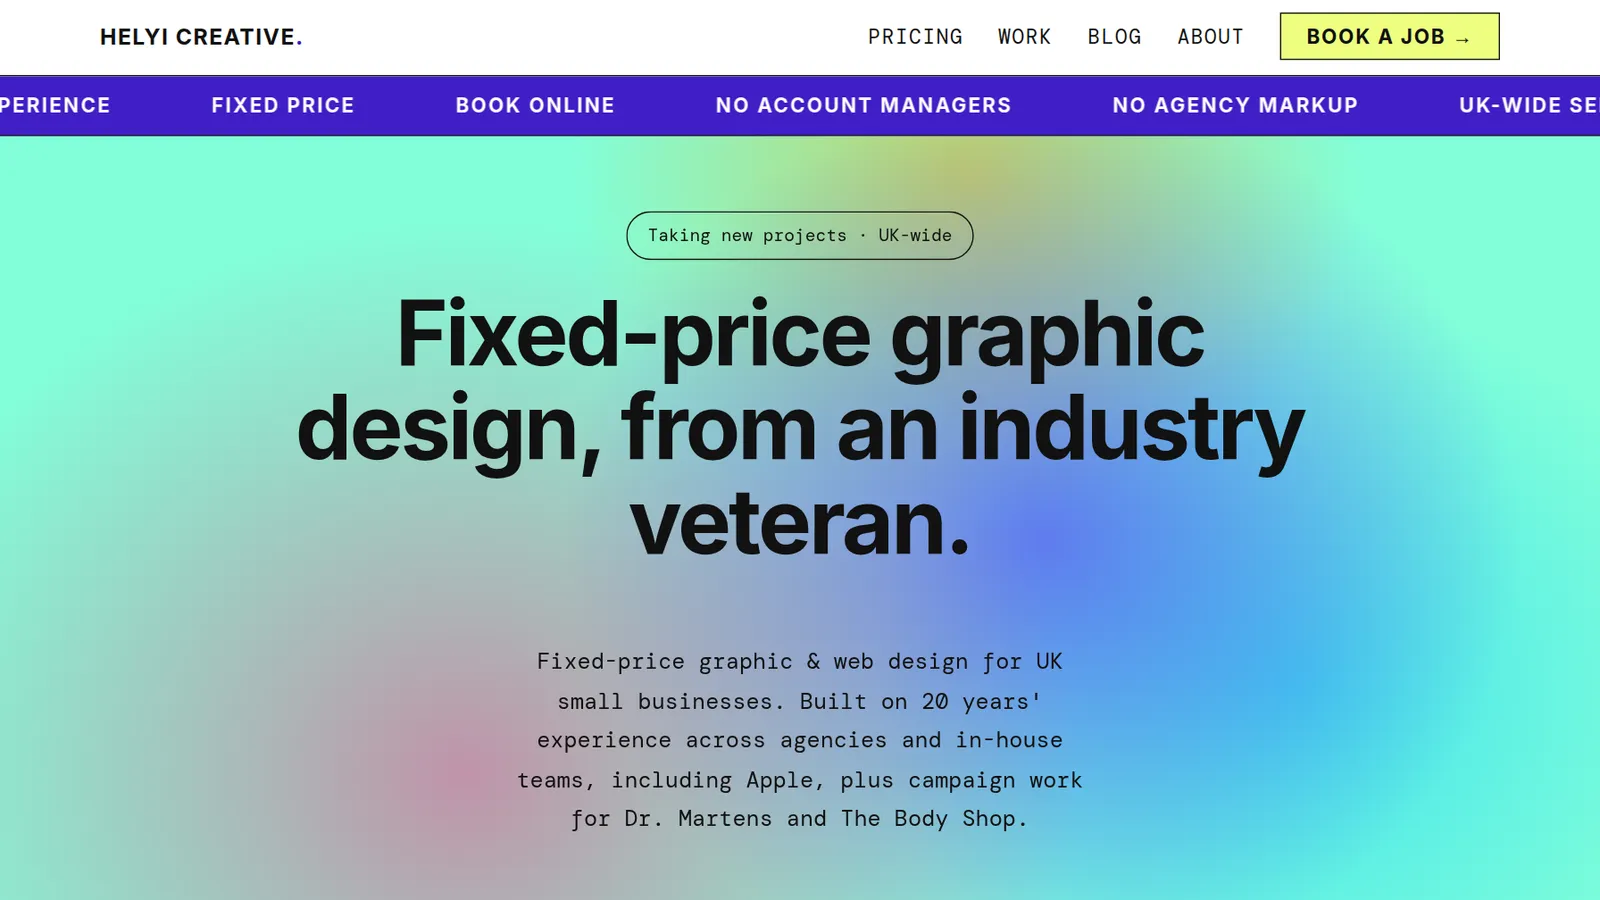 HELYI CREATIVE.
PRICING WORK BLOG ABOUT BOOK A JOB →
PERIENCE FIXED PRICE BOOK ONLINE NO ACCOUNT MANAGERS NO AGENCY MARKUP UK-WIDE SE
Taking new projects · UK-wide
Fixed-price graphic
design, from an industry
veteran.
Fixed-price graphic & web design for UK
small businesses. Built on 20 years'
experience across agencies and in-house
teams, including Apple, plus campaign work
for Dr. Martens and The Body Shop.